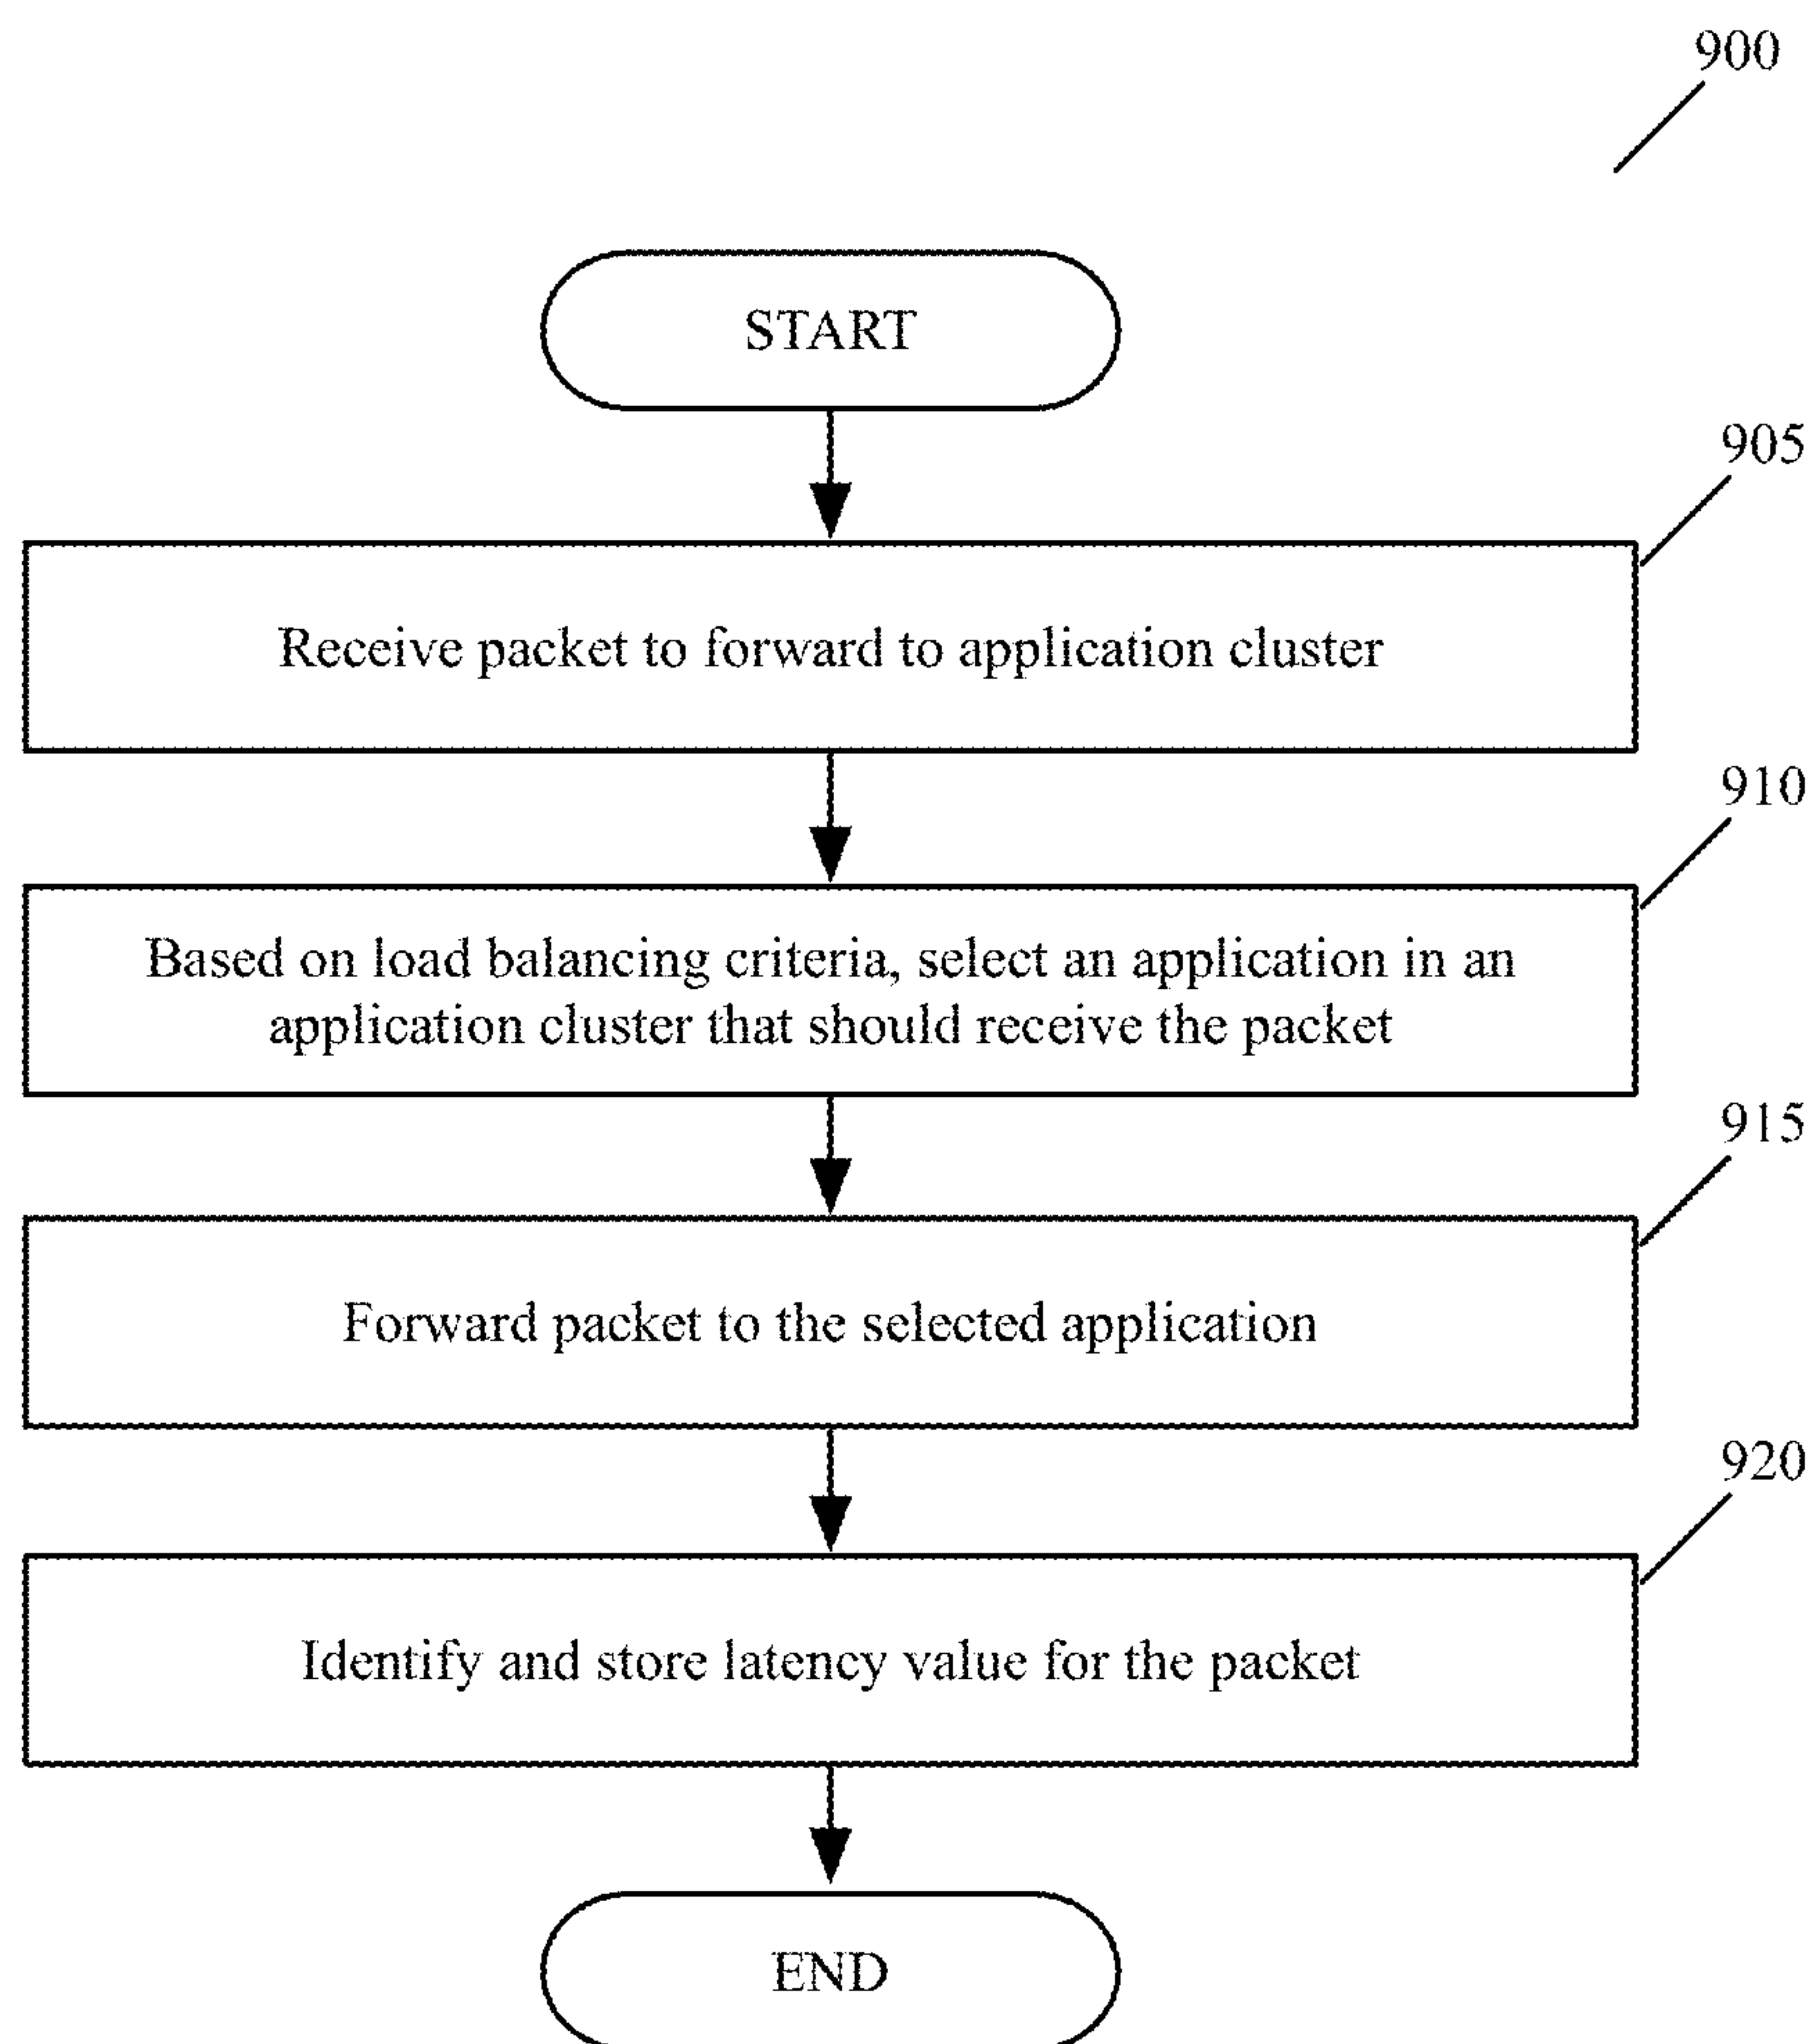 900
START
905
Receive packet to forward to application cluster
910
Based on load balancing criteria, select an application in an
application cluster that should receive the packet
915
Forward packet to the selected application
920
Identify and store latency value for the packet
END